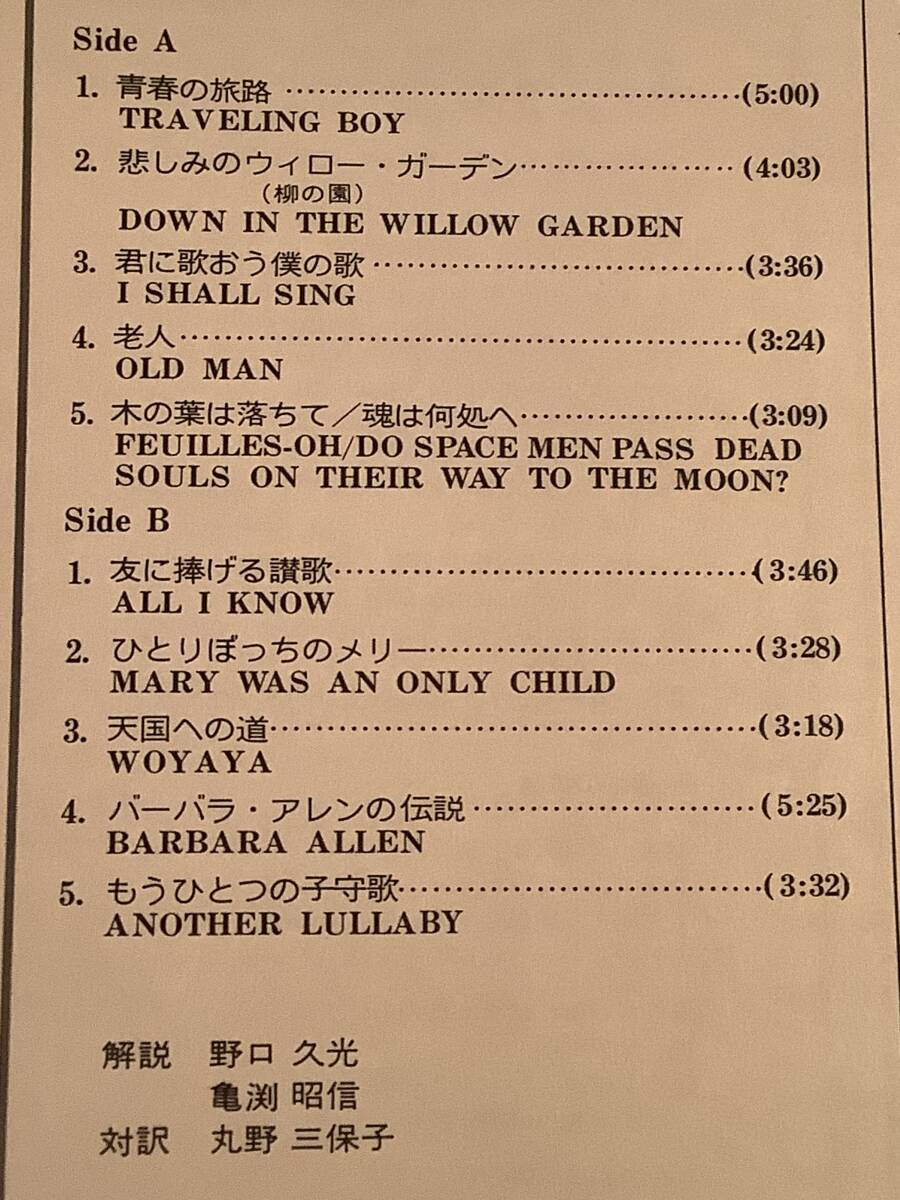 Side A
1. 青春の旅路 ……………………………………(5:00)
TRAVELING BOY
2. 悲しみのウィロー・ガーデン………………… (4:03)
(柳の園)
DOWN IN THE WILLOW GARDEN
3. 君に歌おう僕の歌 ……………………………(3:36)
I SHALL SING
4. 老人……………………………………………(3:24)
OLD MAN
5. 木の葉は落ちて／魂は何処へ…………………(3:09)
FEUILLES-OH/DO SPACE MEN PASS DEAD
SOULS ON THEIR WAY TO THE MOON?
Side B
1. 友に捧げる讃歌…………………………………(3:46)
ALL I KNOW
2. ひとりぼっちのメリー…………………………(3:28)
MARY WAS AN ONLY CHILD
3. 天国への道………………………………………(3:18)
WOYAYA
4. バーバラ・アレンの伝説 ………………………(5:25)
BARBARA ALLEN
5. もうひとつの子守歌……………………………(3:32)
ANOTHER LULLABY
解説 野口 久光
亀渕 昭信
対訳 丸野 三保子